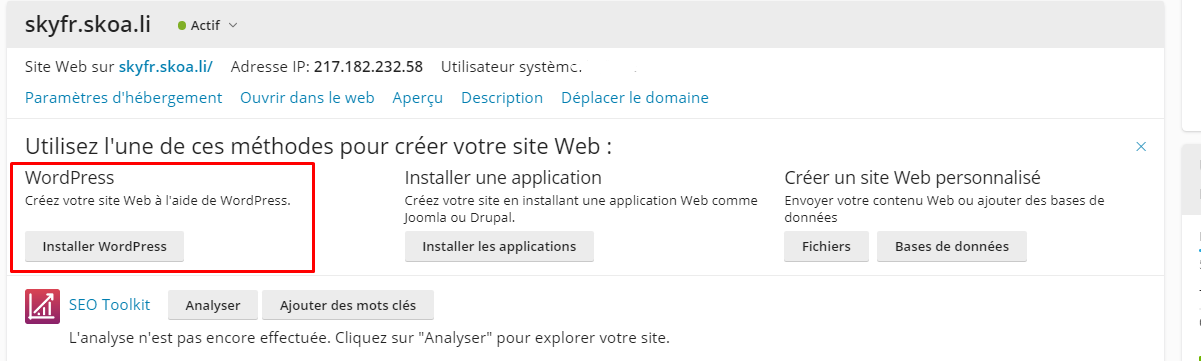 skyfr.skoa.li Actif
Site Web sur skyfr.skoa.li/ Adresse IP: 217.182.232.58 Utilisateur système.
Paramètres d'hébergement Ouvrir dans le web Aperçu Description Déplacer le domaine
Utilisez l'une de ces méthodes pour créer votre site Web :
WordPress
Créez votre site Web à l'aide de WordPress.
Installer WordPress
Installer une application
Créez votre site en installant une application Web comme
Joomla ou Drupal.
Installer les applications
Créer un site Web personnalisé
Envoyer votre contenu Web ou ajouter des bases de
données
Fichiers Bases de données
SEO Toolkit Analyser Ajouter des mots clés
L'analyse n'est pas encore effectuée. Cliquez sur "Analyser" pour explorer votre site.